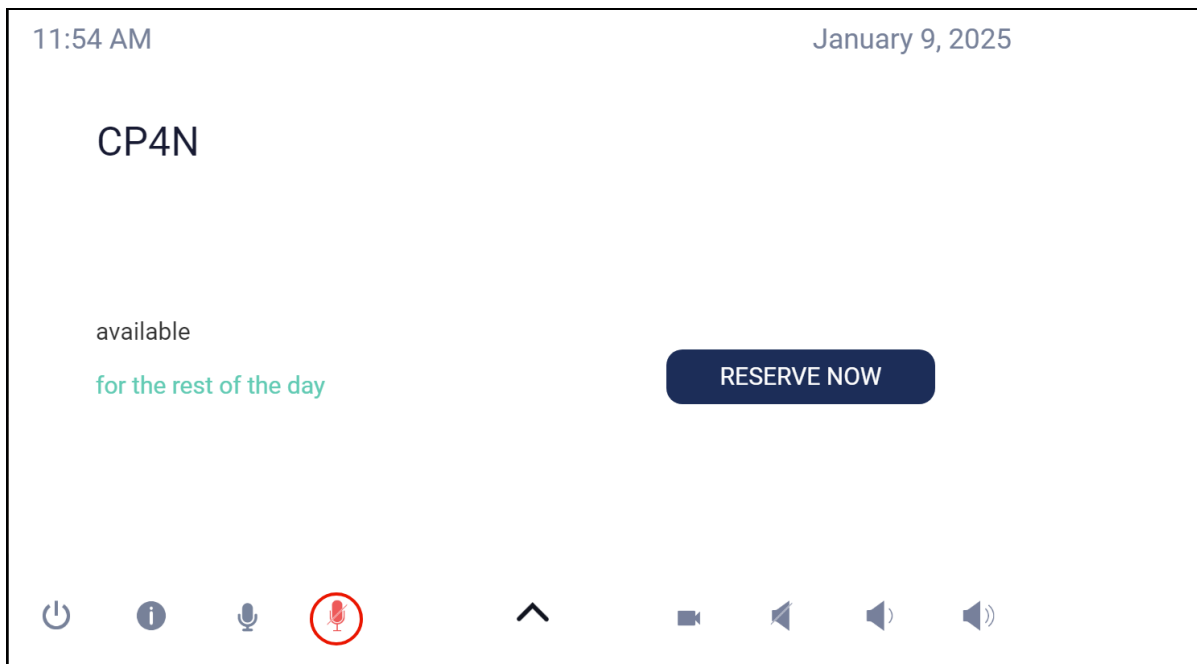 11:54 AM
January 9, 2025
CP4N
available
for the rest of the day
RESERVE NOW